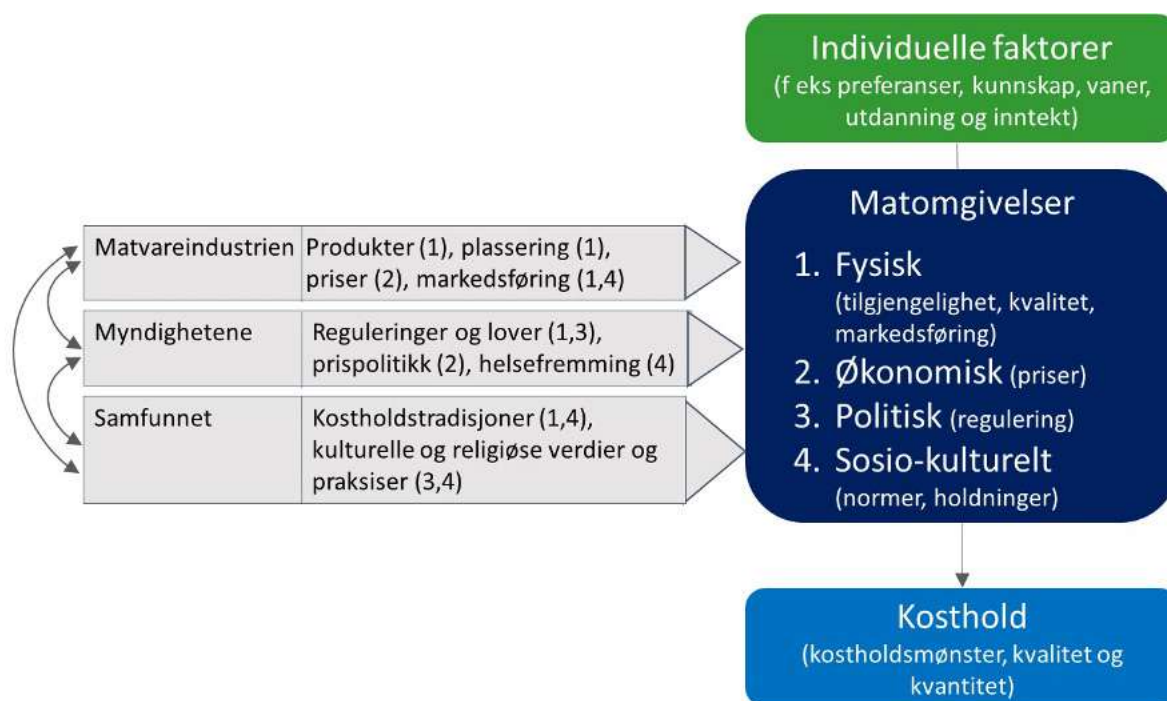 Individuelle faktorer
(f eks preferanser, kunnskap, vaner,
utdanning og inntekt)
Matvareindustrien
Produkter (1), plassering (1),
priser (2), markedsføring (1,4)
Myndighetene
Reguleringer og lover (1,3),
prispolitikk (2), helsefremming (4)
Samfunnet
Kostholdstradisjoner (1,4),
kulturelle og religiøse verdier og
praksiser (3,4)
Matomgivelser
1. Fysisk
(tilgjengelighet, kvalitet,
markedsføring)
2. Økonomisk (priser)
3. Politisk (regulering)
4. Sosio-kulturelt
(normer, holdninger)
Kosthold
(kostholdsmønster, kvalitet og
kvantitet)